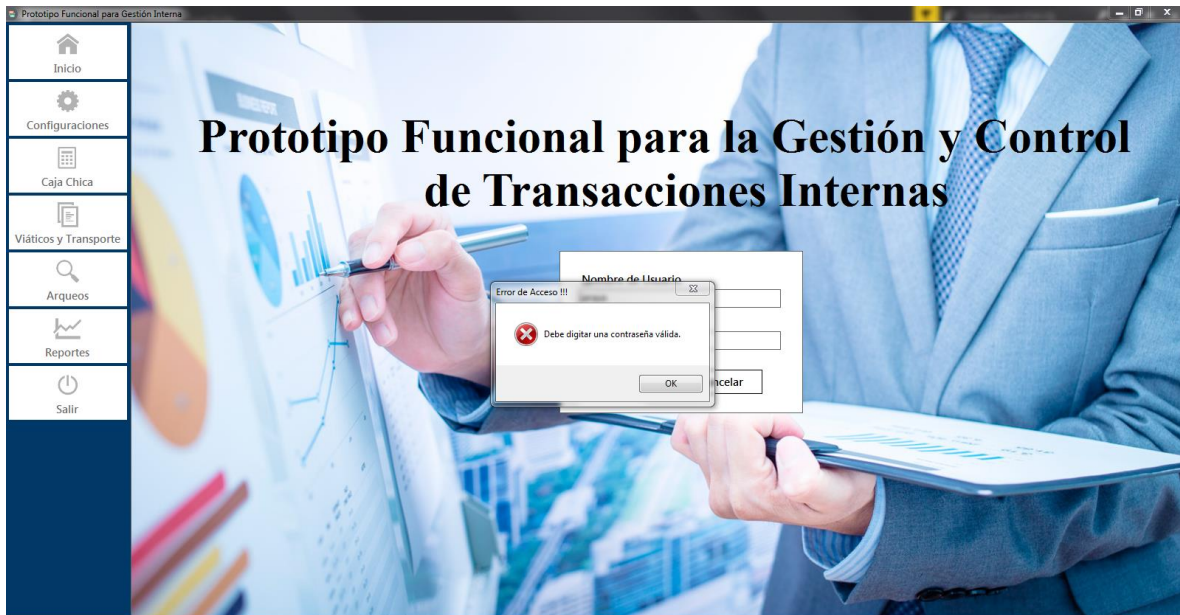 Prototipo Funcional para Gestión Interna
Inicio
Configuraciones
Caja Chica
Viáticos y Transporte
Arqueos
Reportes
Salir
Prototipo Funcional para la Gestión y Control
de Transacciones Internas
Nombre de Usuario
Error de Acceso !!!
Debe digitar una contraseña válida.
OK
ncelar